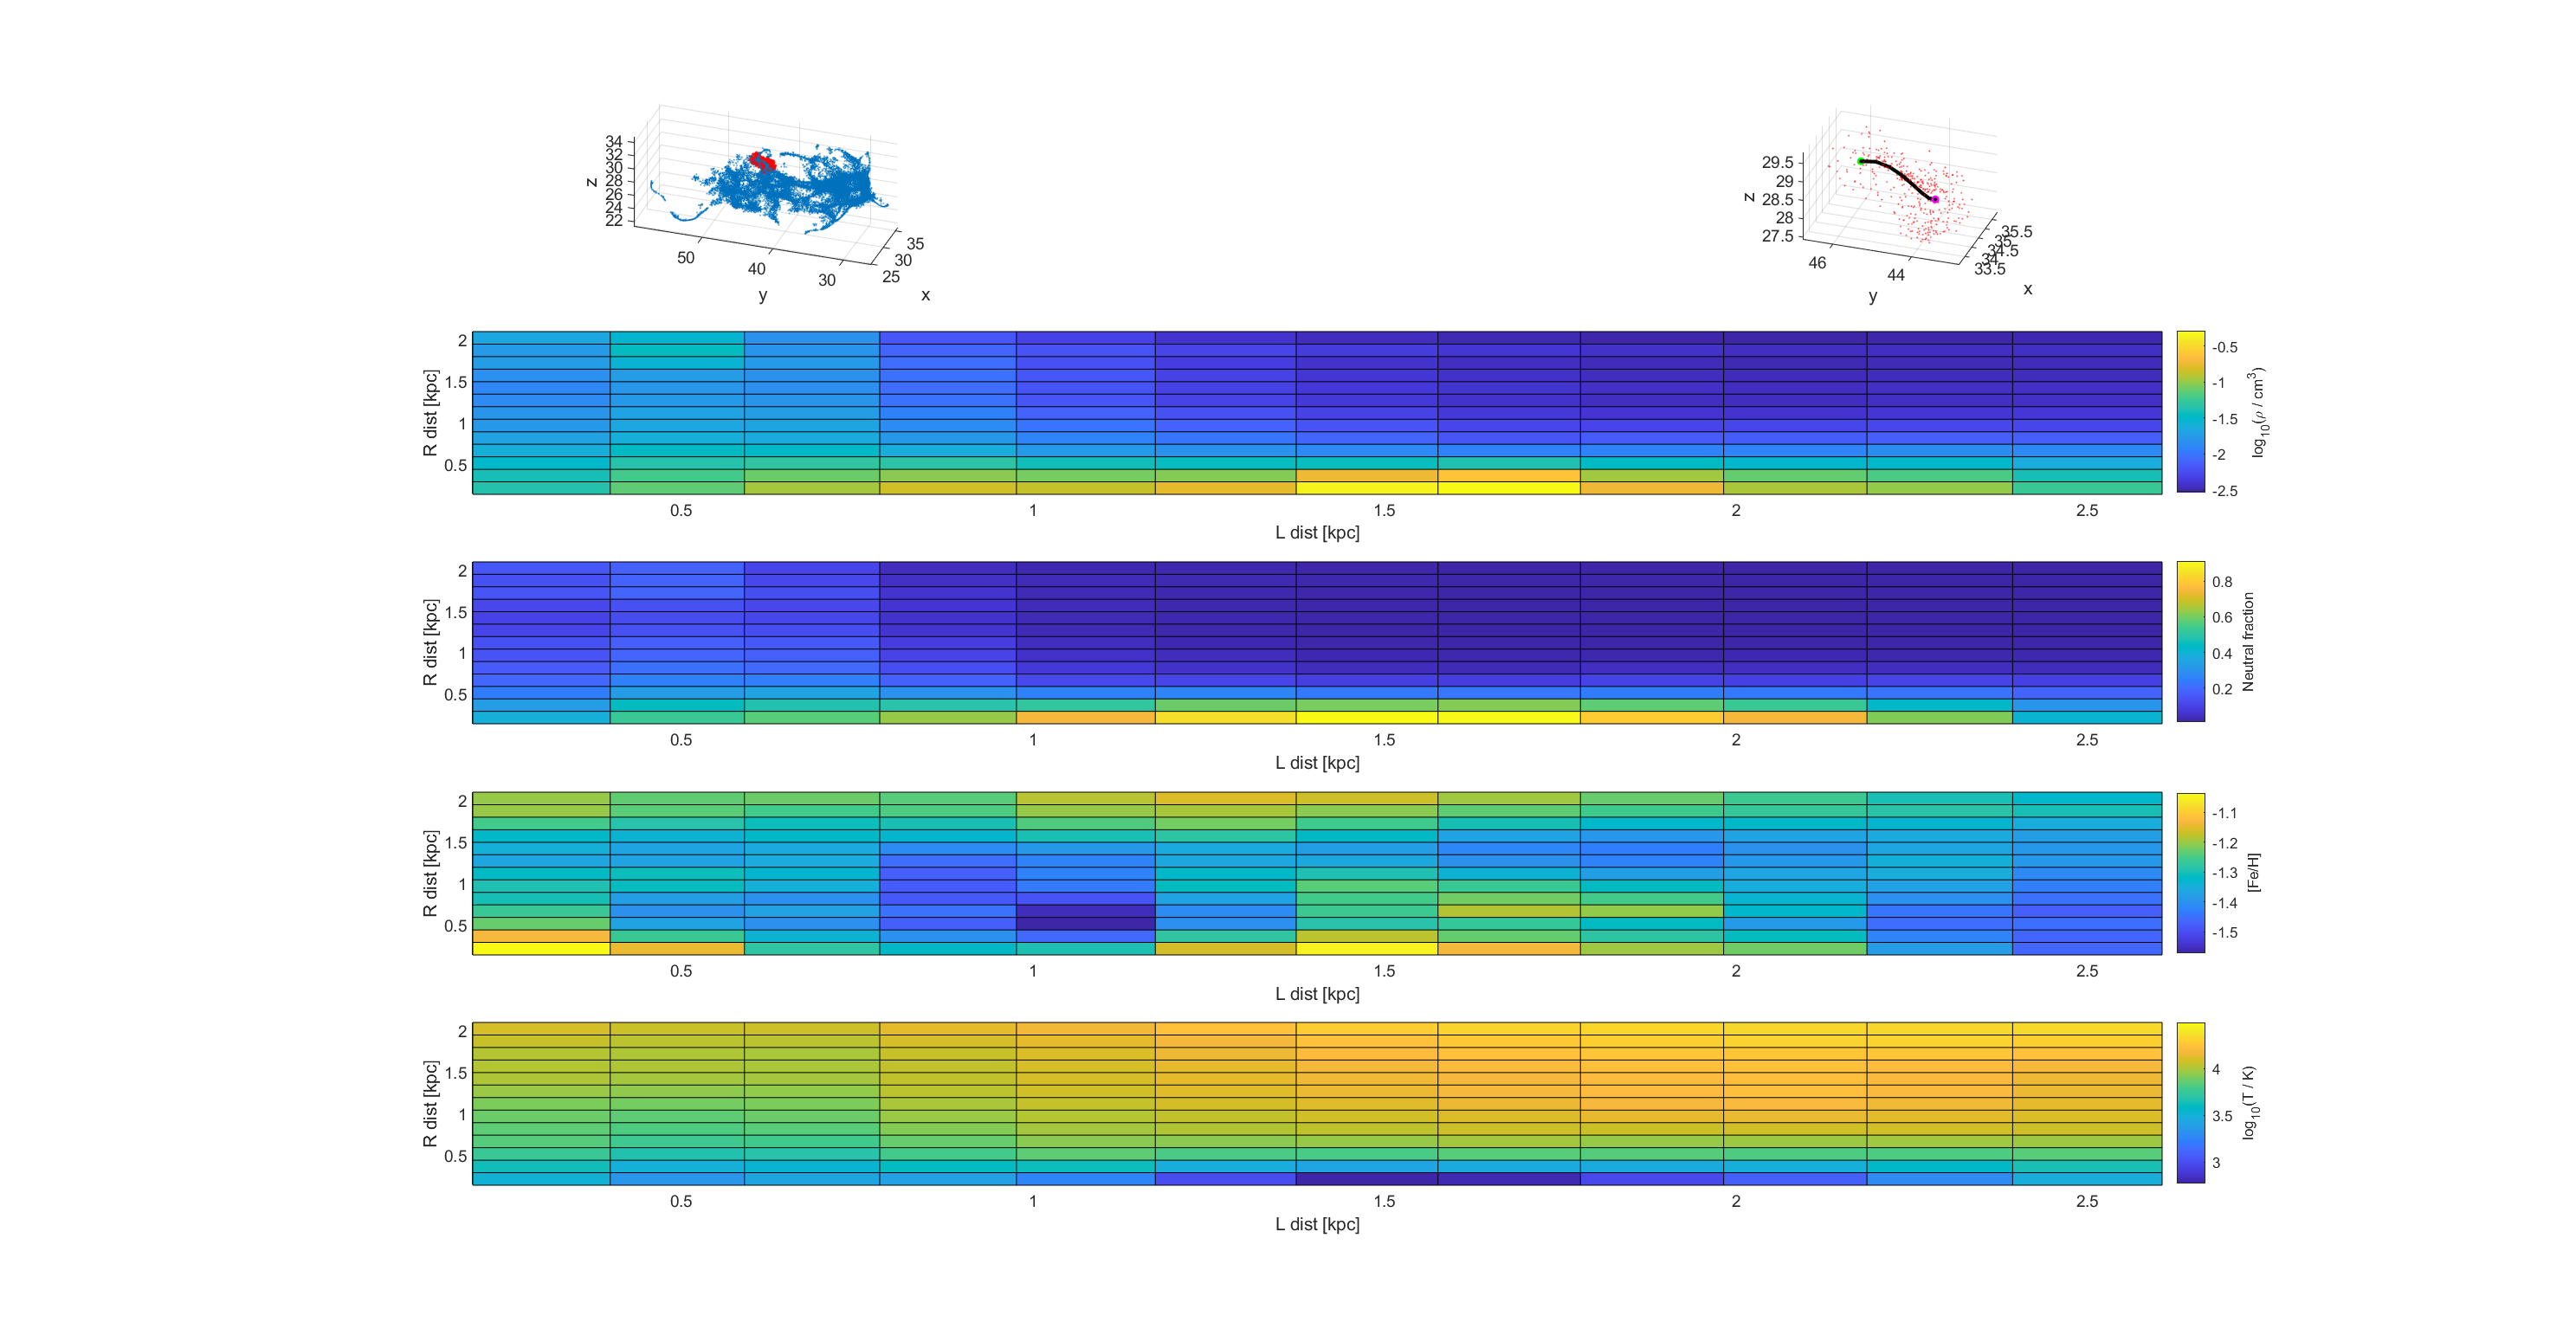 34
32
30
28
26
24
22
z
50
40
30
y
35
30
25
x
29.5
29
28.5
28
27.5
z
46
44
y
35.5
35
34.5
34
33.5
x
2
1.5
1
0.5
R dist [kpc]
0.5 1 1.5 2 2.5
L dist [kpc]
-0.5
-1
-1.5
-2
-2.5
log10(ρ / cm3)
2
1.5
1
0.5
R dist [kpc]
0.5 1 1.5 2 2.5
L dist [kpc]
0.8
0.6
0.4
0.2
Neutral fraction
2
1.5
1
0.5
R dist [kpc]
0.5 1 1.5 2 2.5
L dist [kpc]
-1.1
-1.2
-1.3
-1.4
-1.5
[Fe/H]
2
1.5
1
0.5
R dist [kpc]
0.5 1 1.5 2 2.5
L dist [kpc]
4
3.5
3
log10(T / K)